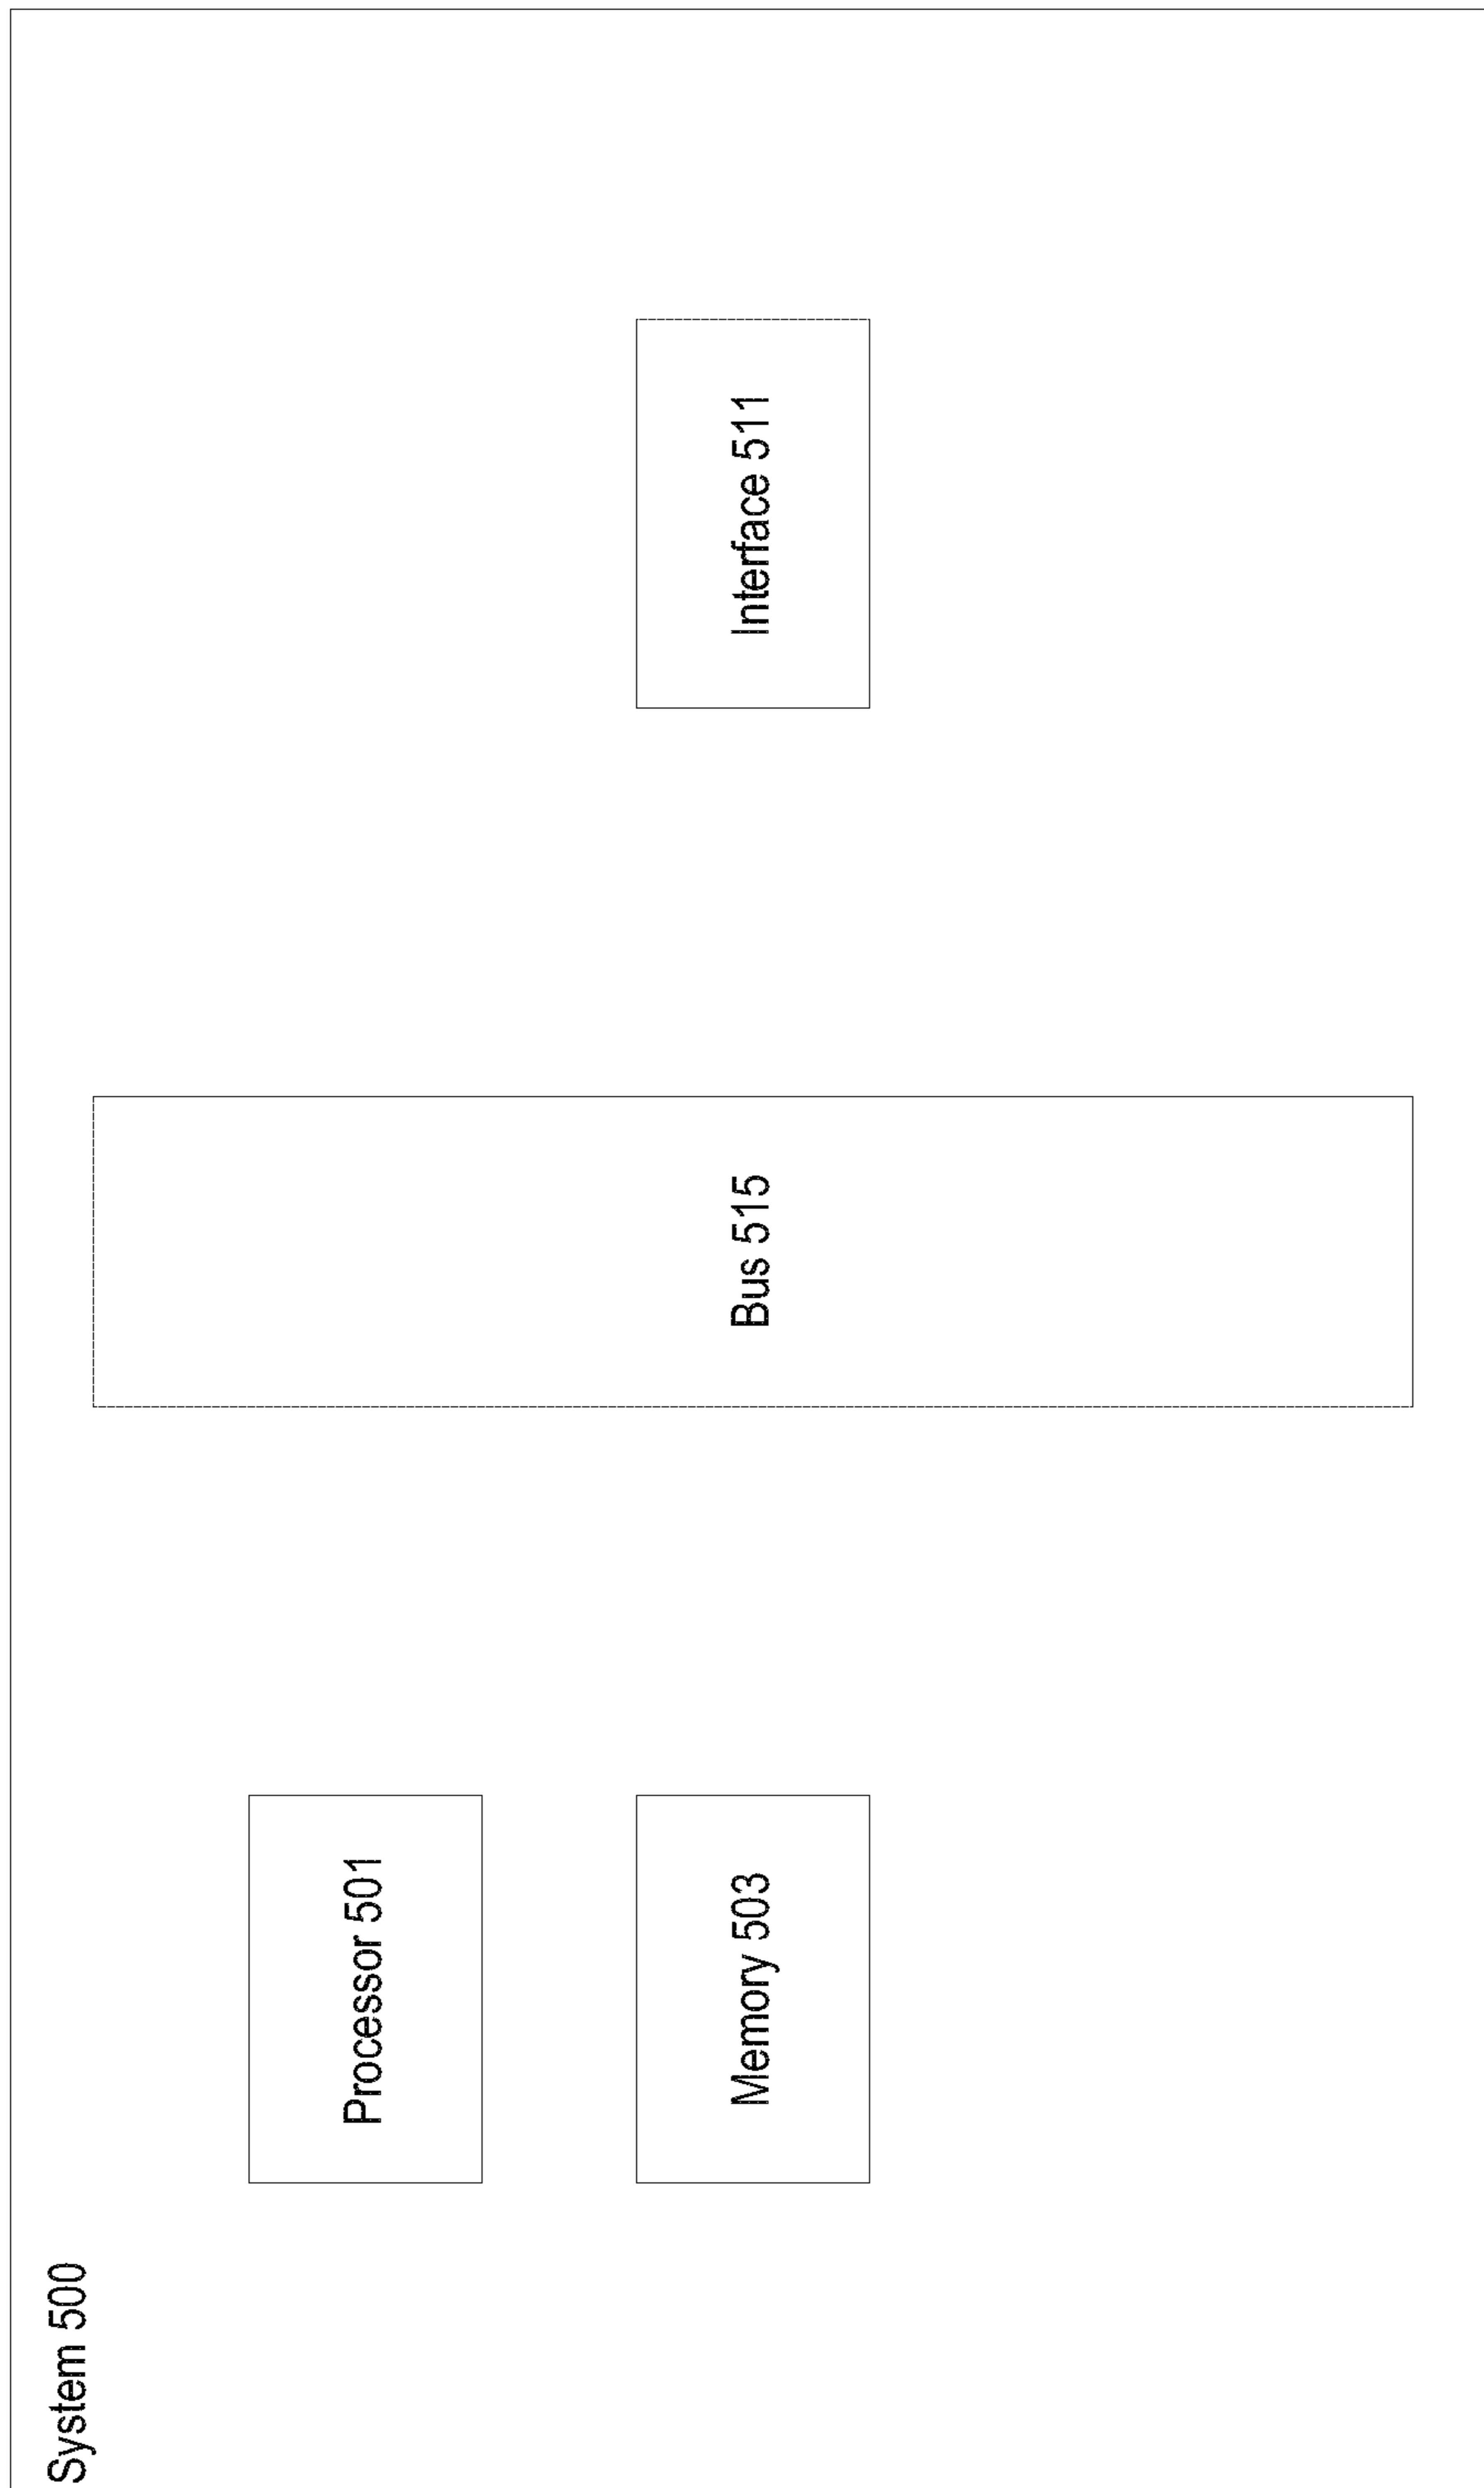 System 500
Processor 501
Memory 503
Bus 515
Interface 511